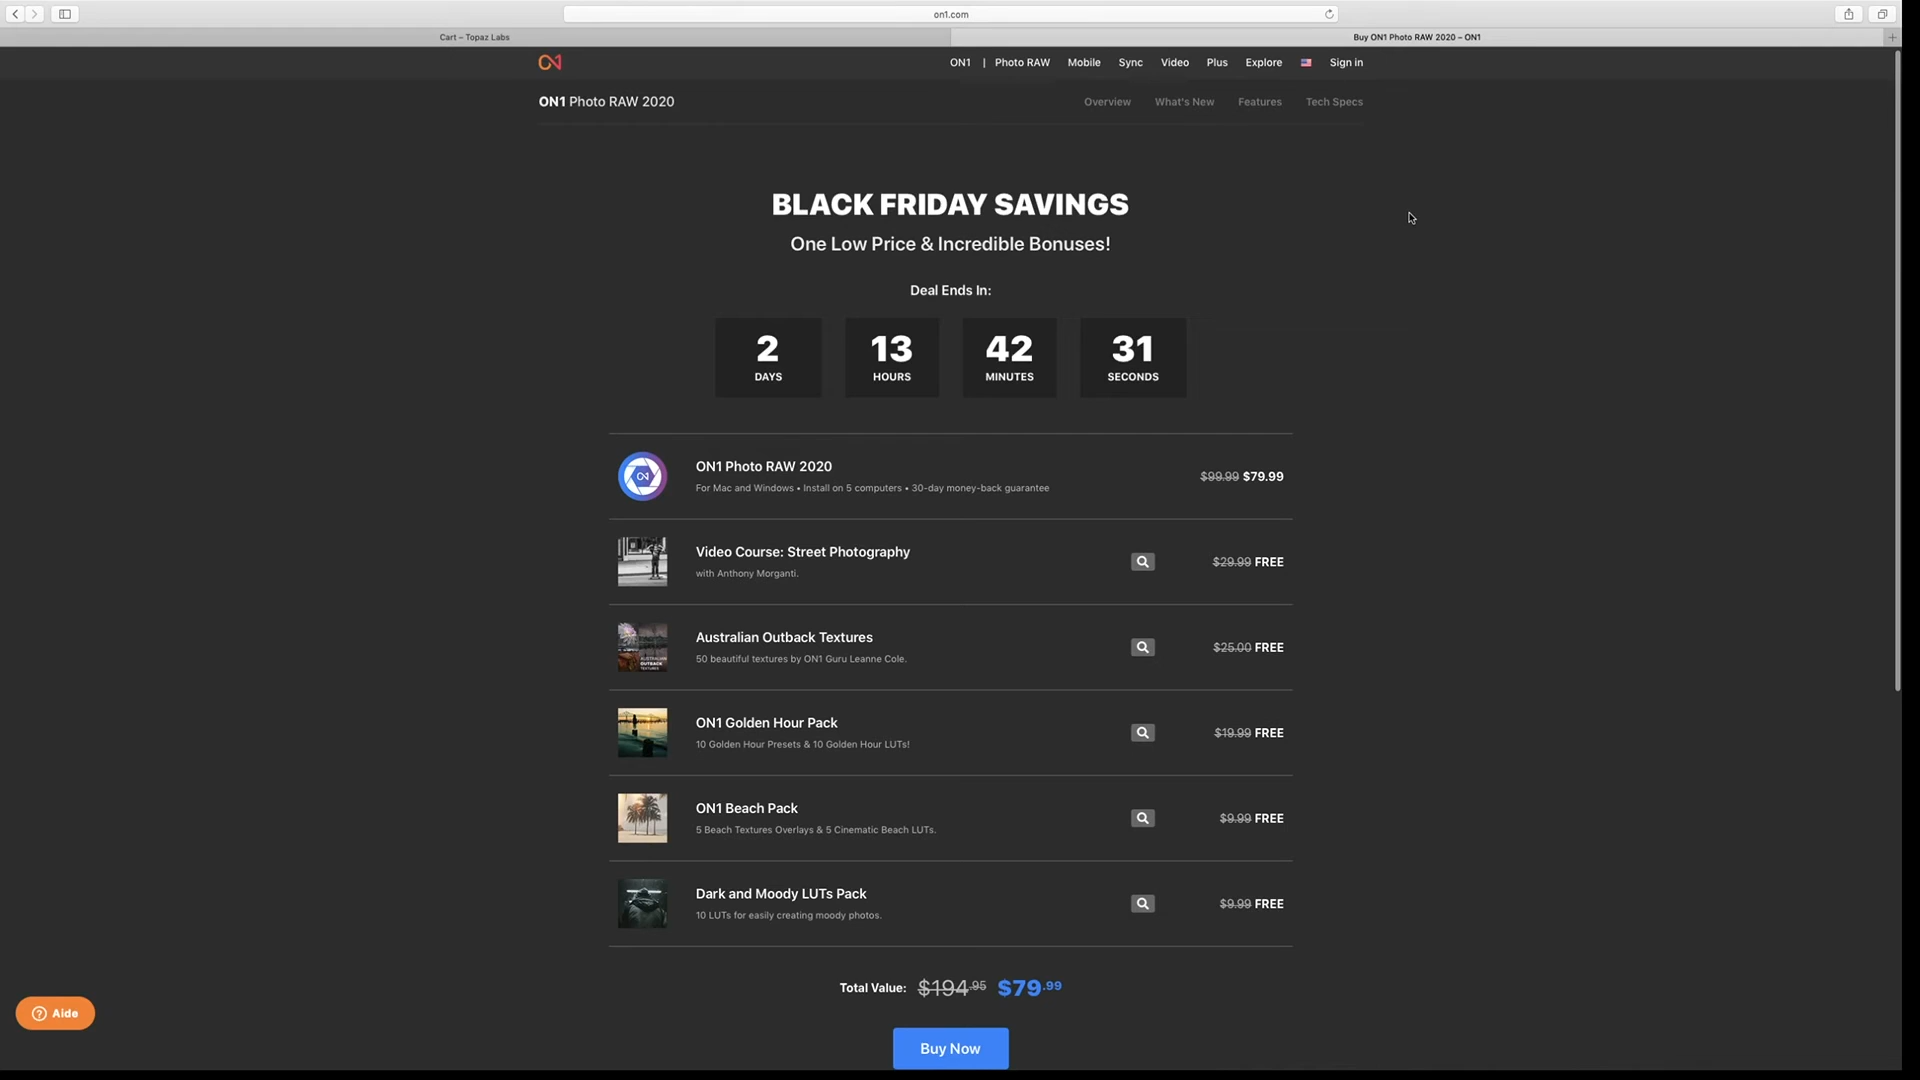 on1.com
Cart – Topaz Labs
Buy ON1 Photo RAW 2020 – ON1
ON1 | Photo RAW Mobile Sync Video Plus Explore Sign in
ON1 Photo RAW 2020
Overview What's New Features Tech Specs
BLACK FRIDAY SAVINGS
One Low Price & Incredible Bonuses!
Deal Ends In:
2 13 42 31
DAYS HOURS MINUTES SECONDS
ON1 Photo RAW 2020
For Mac and Windows • Install on 5 computers • 30-day money-back guarantee
$99.99 $79.99
Video Course: Street Photography
with Anthony Morganti.
$29.99 FREE
Australian Outback Textures
50 beautiful textures by ON1 Guru Leanne Cole.
$25.00 FREE
ON1 Golden Hour Pack
10 Golden Hour Presets & 10 Golden Hour LUTs!
$19.99 FREE
ON1 Beach Pack
5 Beach Textures Overlays & 5 Cinematic Beach LUTs.
$9.99 FREE
Dark and Moody LUTs Pack
10 LUTs for easily creating moody photos.
$9.99 FREE
Total Value: $194.95 $79.99
Aide
Buy Now